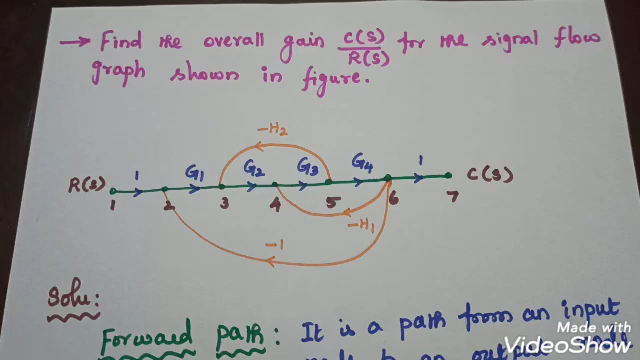 → Find the overall gain C(S)/R(S) for the signal flow
graph shown in figure.
-H2
1 G1 G2 G3 G4 1
R(S) C(S)
1 2 3 4 5 6 7
-H1
-1
Solu:
Forward path: It is a path from an input
Made with
VideoShow